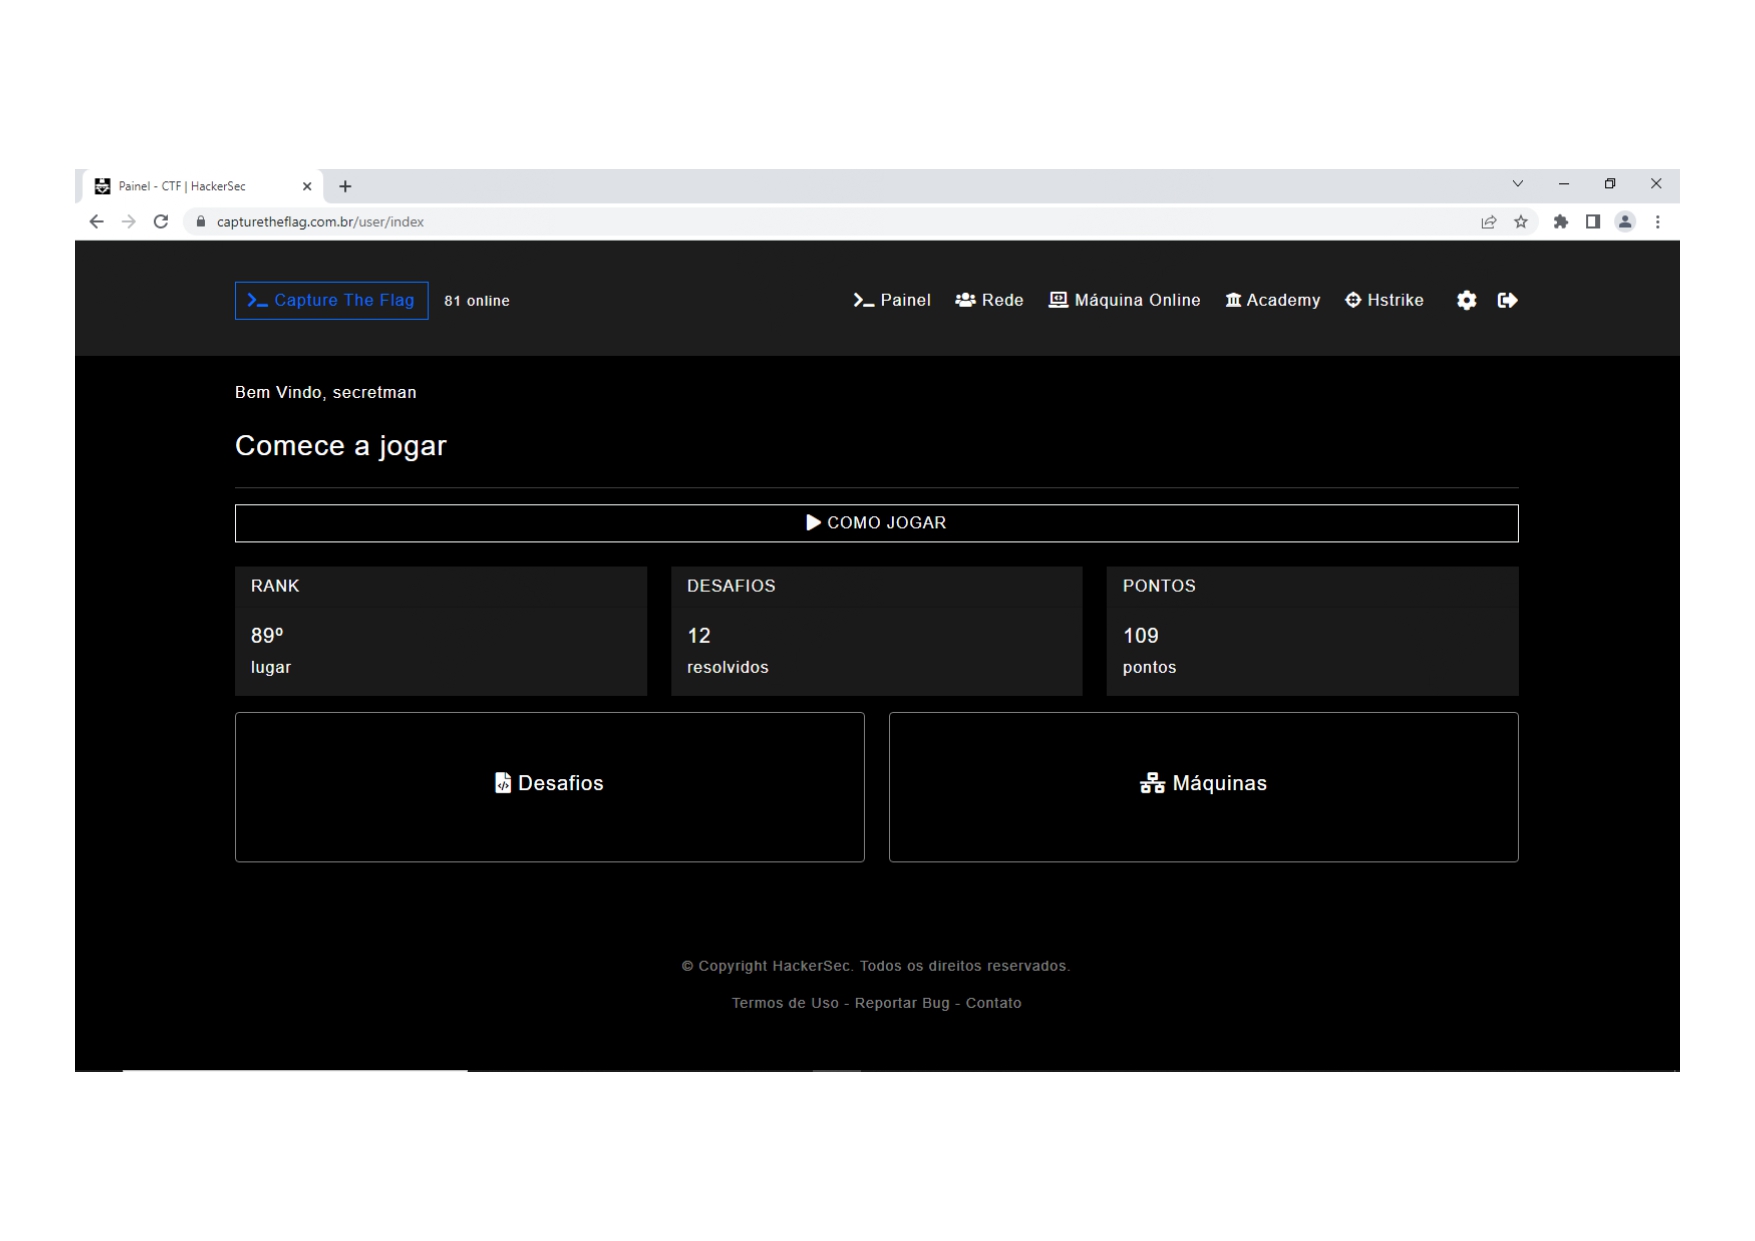 Painel - CTF | HackerSec
capturetheflag.com.br/user/index
Capture The Flag 81 online Painel Rede Máquina Online Academy Hstrike
Bem Vindo, secretman
Comece a jogar
COMO JOGAR
RANK
89º
lugar
DESAFIOS
12
resolvidos
PONTOS
109
pontos
Desafios
Máquinas
© Copyright HackerSec. Todos os direitos reservados.
Termos de Uso - Reportar Bug - Contato